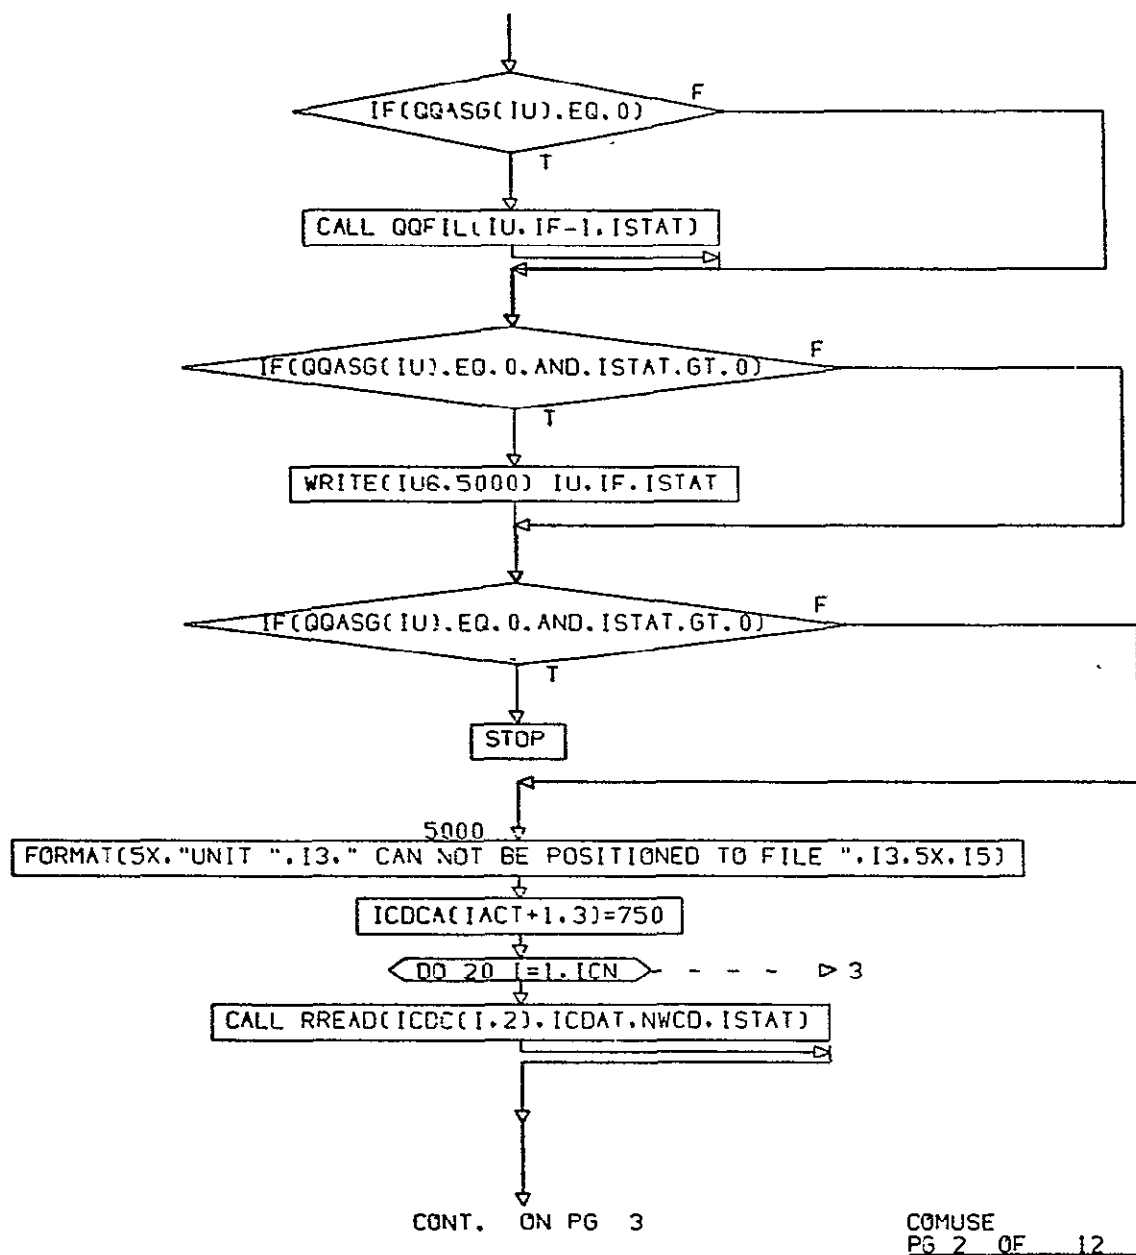 IF(QQASG(IU).EQ.0)
F
T
CALL QQFIL(IU.IF-1.ISTAT)
IF(QQASG(IU).EQ.0.AND.ISTAT.GT.0)
F
T
WRITE(IU6.5000) IU.IF.ISTAT
IF(QQASG(IU).EQ.0.AND.ISTAT.GT.0)
F
T
STOP
5000
FORMAT(5X."UNIT ".I3." CAN NOT BE POSITIONED TO FILE ".I3.5X.I5)
ICDCA(IACT+1.3)=750
DO 20 I=1.ICN
3
CALL RREAD(ICDC(I.2).ICDAT.NWCD.ISTAT)
CONT. ON PG 3
COMUSE
PG 2 OF 12